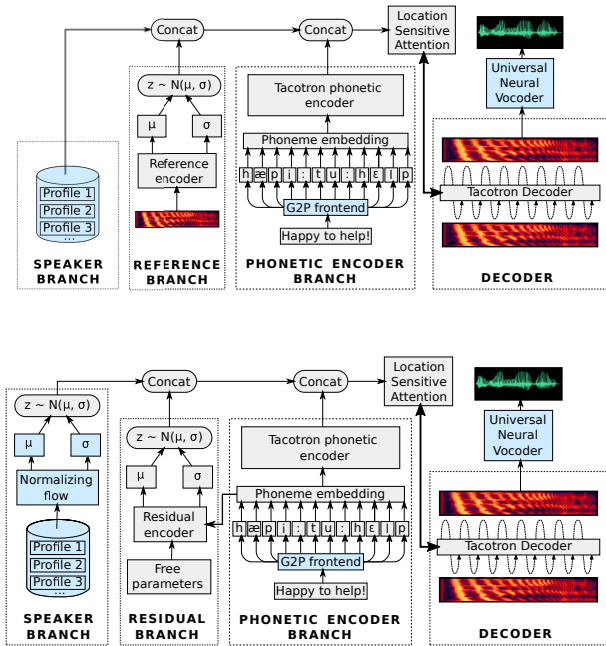 Concat
Concat
Location
Sensitive
Attention
z ~ N(μ, σ)
μ
σ
Reference
encoder
Tacotron phonetic
encoder
Phoneme embedding
h æ p i ː t u ː h ɛ l p
G2P frontend
Happy to help!
Universal
Neural
Vocoder
Tacotron Decoder
Profile 1
Profile 2
Profile 3
...
SPEAKER
BRANCH
REFERENCE
BRANCH
PHONETIC ENCODER
BRANCH
DECODER
Concat
Concat
Location
Sensitive
Attention
z ~ N(μ, σ)
μ
σ
Normalizing
flow
Profile 1
Profile 2
Profile 3
...
z ~ N(μ, σ)
μ
σ
Residual
encoder
Free
parameters
Tacotron phonetic
encoder
Phoneme embedding
h æ p i ː t u ː h ɛ l p
G2P frontend
Happy to help!
Universal
Neural
Vocoder
Tacotron Decoder
SPEAKER
BRANCH
RESIDUAL
BRANCH
PHONETIC ENCODER
BRANCH
DECODER